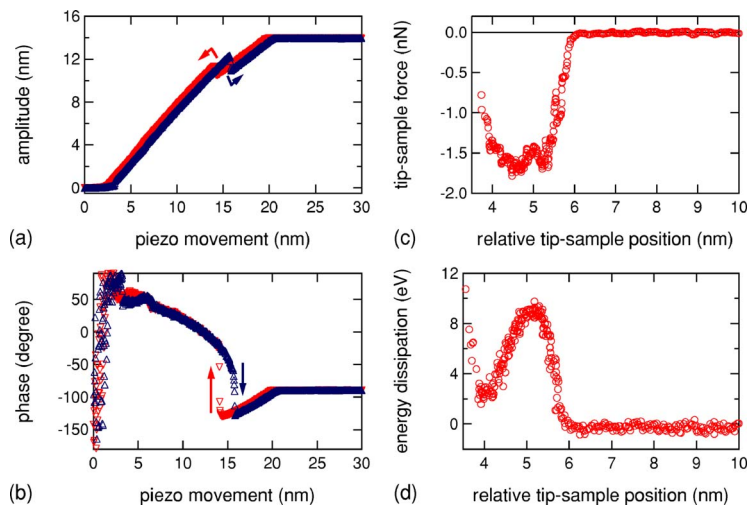 16
12
8
4
0
amplitude (nm)
0 5 10 15 20 25 30
(a)
piezo movement (nm)
0.0
-0.5
-1.0
-1.5
-2.0
tip-sample force (nN)
4 5 6 7 8 9 10
(c)
relative tip-sample position (nm)
50
0
-50
-100
-150
phase (degree)
0 5 10 15 20 25 30
(b)
piezo movement (nm)
12
8
4
0
energy dissipation (eV)
4 5 6 7 8 9 10
(d)
relative tip-sample position (nm)